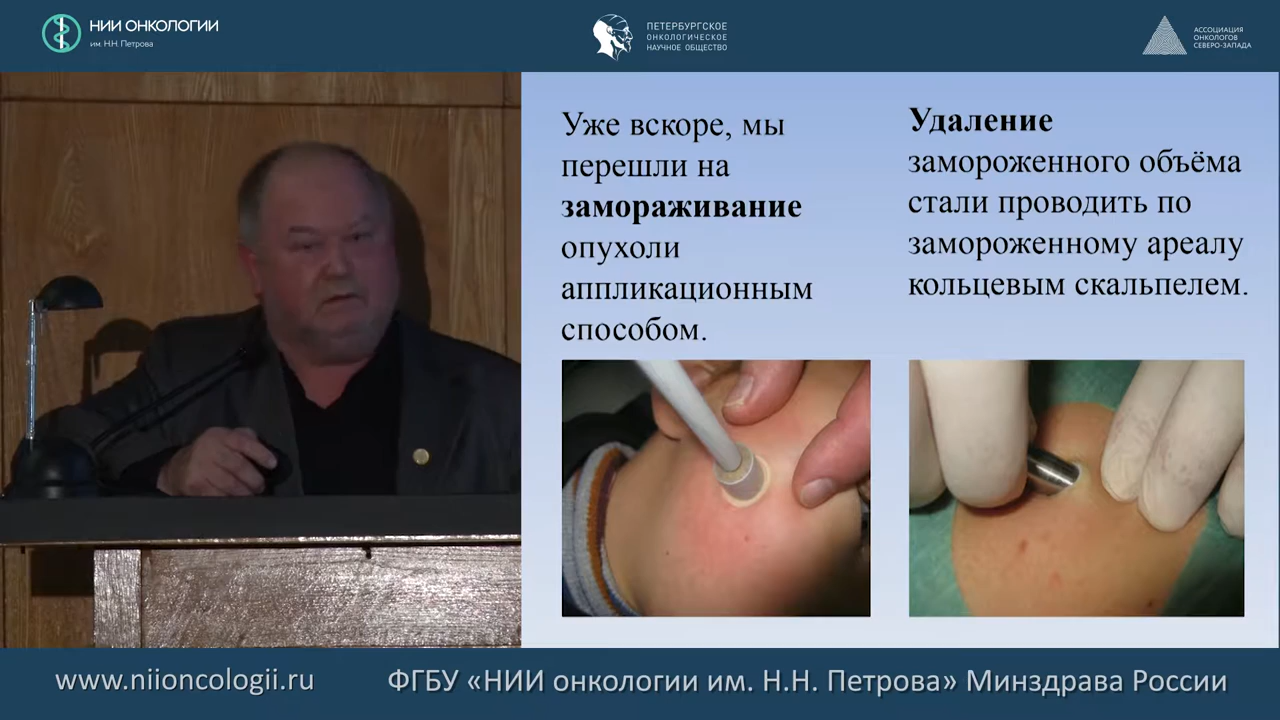 НИИ ОНКОЛОГИИ
им. Н.Н. Петрова
ПЕТЕРБУРГСКОЕ
ОНКОЛОГИЧЕСКОЕ
НАУЧНОЕ ОБЩЕСТВО
АССОЦИАЦИЯ
ОНКОЛОГОВ
СЕВЕРО-ЗАПАДА
Уже вскоре, мы
перешли на
замораживание
опухоли
аппликационным
способом.
Удаление
замороженного объёма
стали проводить по
замороженному ареалу
кольцевым скальпелем.
www.niioncologii.ru
ФГБУ «НИИ онкологии им. Н.Н. Петрова» Минздрава России